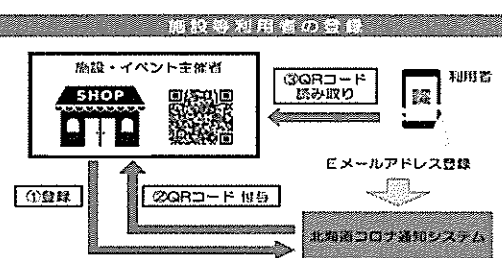 施設等利用者の登録
施設・イベント主催者
SHOP
③QRコード
読み取り
利用者
Eメールアドレス登録
①登録
②QRコード 付与
北海道コロナ通知システム